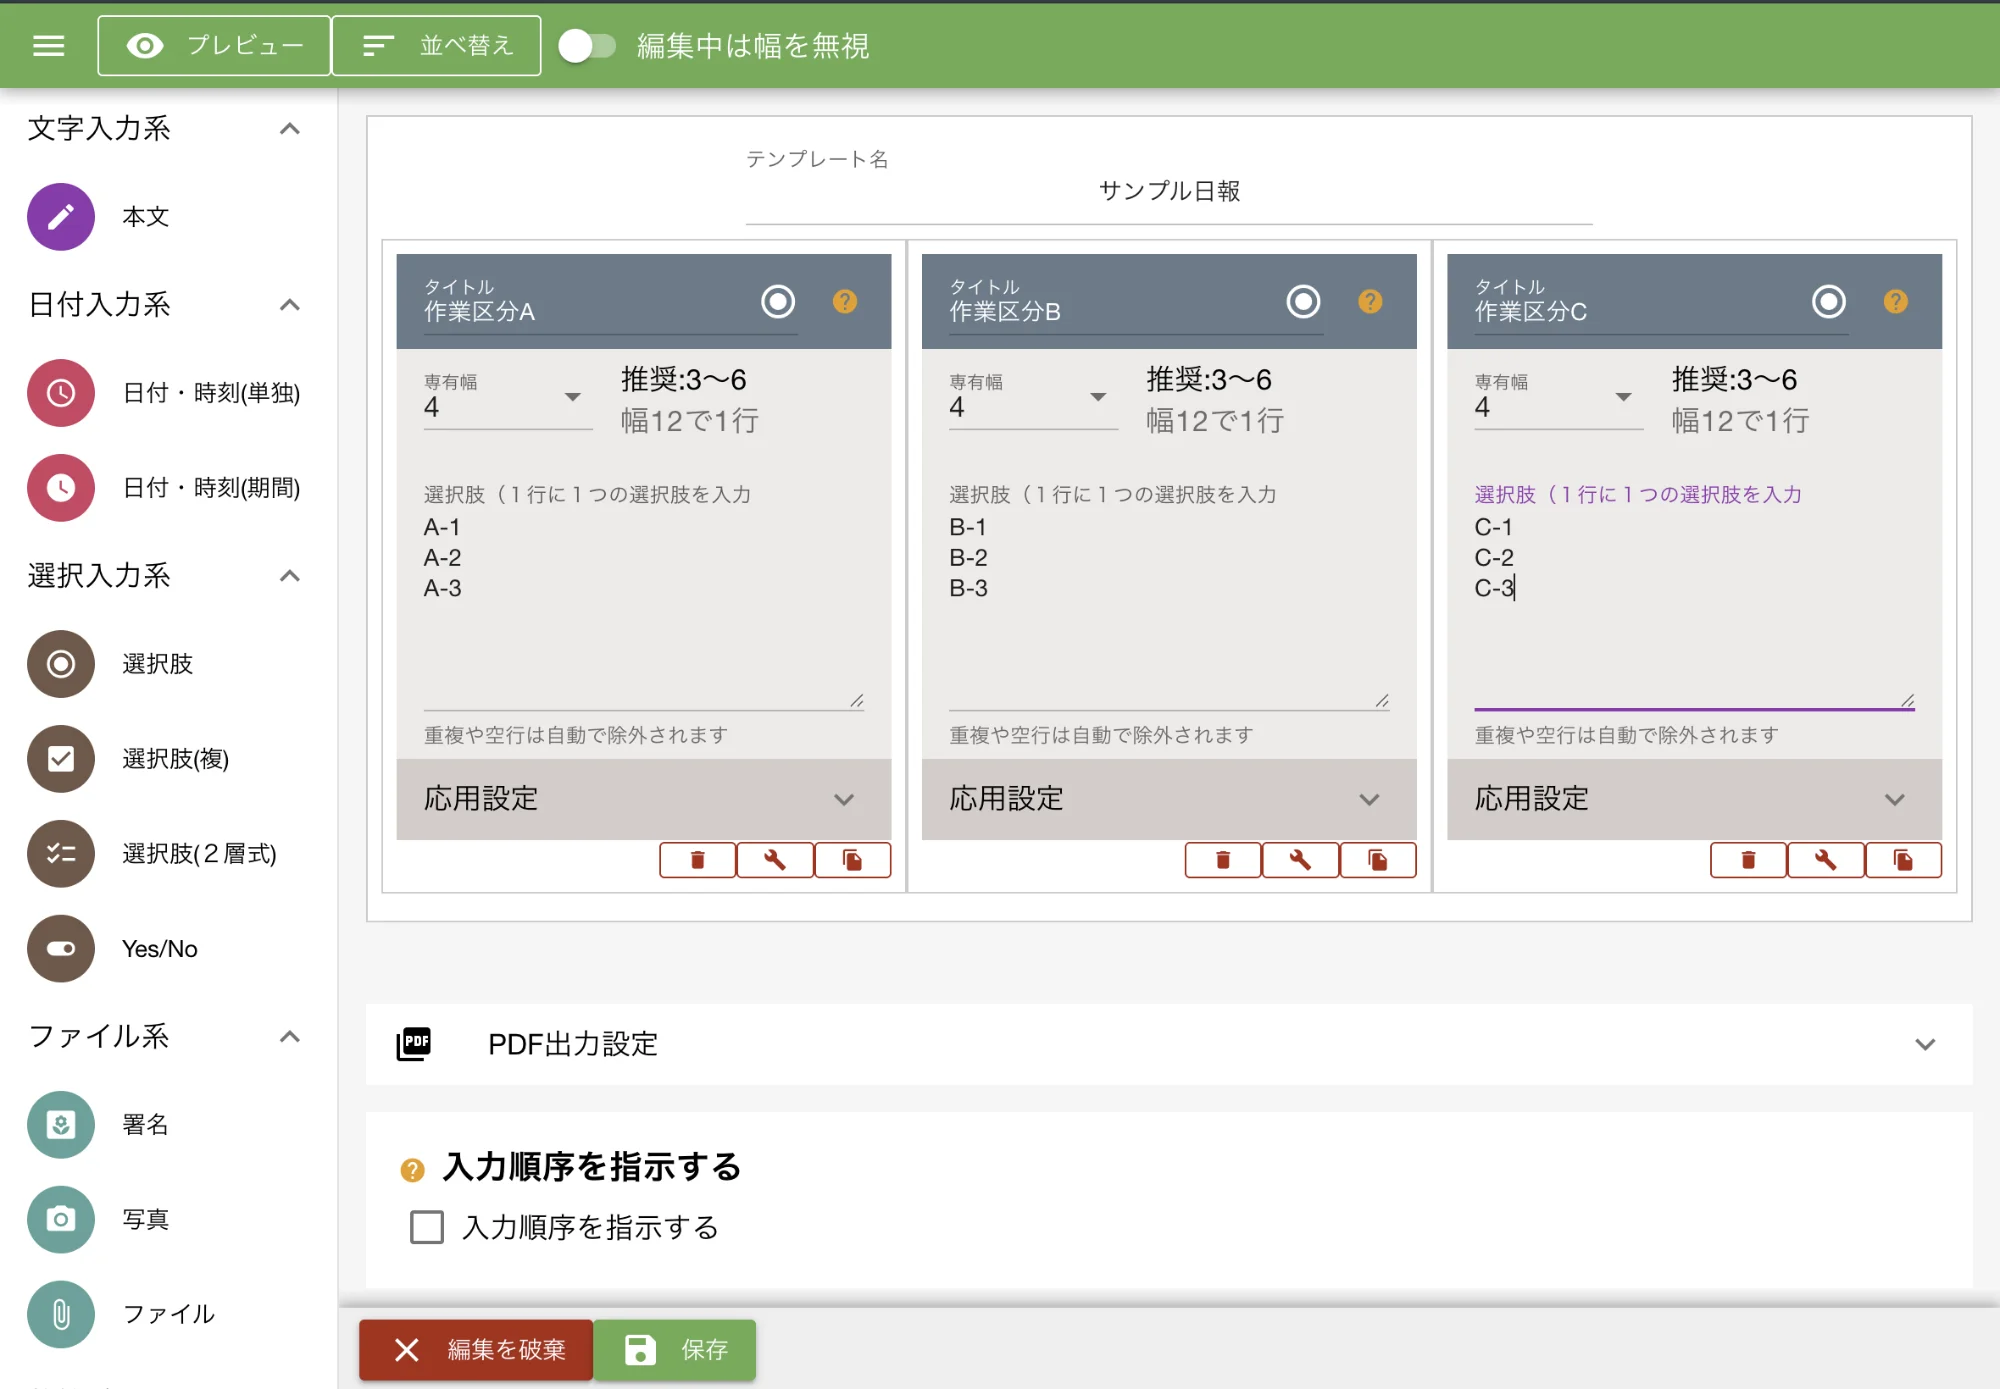 プレビュー
並べ替え
編集中は幅を無視
文字入力系
本文
日付入力系
日付・時刻(単独)
日付・時刻(期間)
選択入力系
選択肢
選択肢(複)
選択肢(２層式)
Yes/No
ファイル系
署名
写真
ファイル
テンプレート名
サンプル日報
タイトル
作業区分A
専有幅
4
推奨:3〜6
幅12で1行
選択肢（１行に１つの選択肢を入力
A-1
A-2
A-3
重複や空行は自動で除外されます
応用設定
タイトル
作業区分B
専有幅
4
推奨:3〜6
幅12で1行
選択肢（１行に１つの選択肢を入力
B-1
B-2
B-3
重複や空行は自動で除外されます
応用設定
タイトル
作業区分C
専有幅
4
推奨:3〜6
幅12で1行
選択肢（１行に１つの選択肢を入力
C-1
C-2
C-3
重複や空行は自動で除外されます
応用設定
PDF
PDF出力設定
入力順序を指示する
入力順序を指示する
編集を破棄
保存